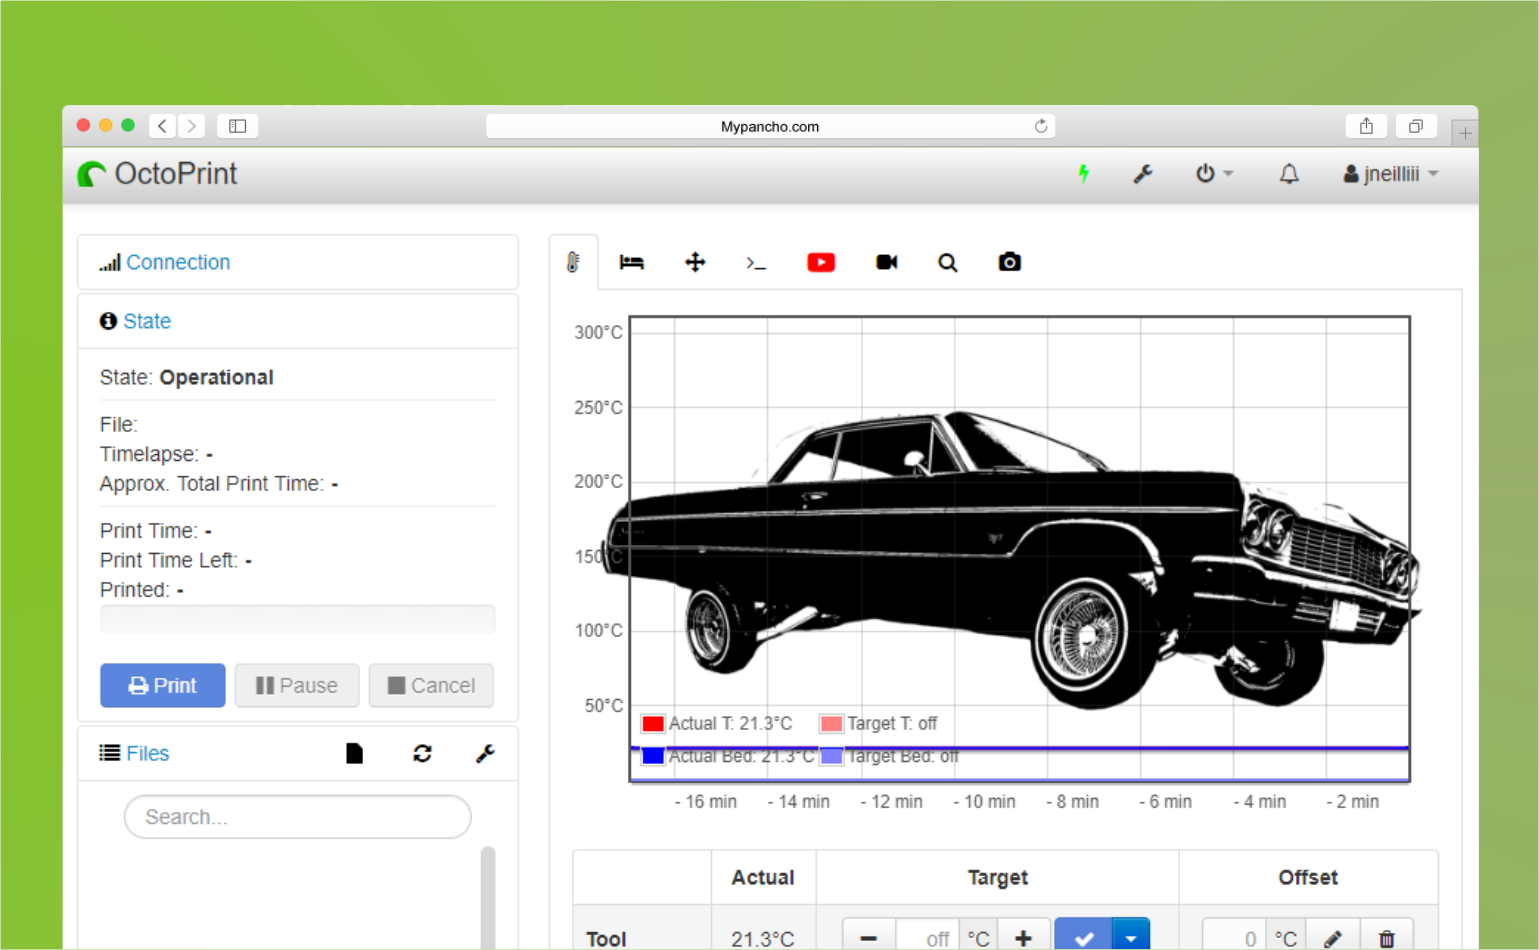 Mypancho.com
OctoPrint
jneilliii
Connection
State
State: Operational
File:
Timelapse: -
Approx. Total Print Time: -
Print Time: -
Print Time Left: -
Printed: -
Print
Pause
Cancel
Files
Search...
300°C
250°C
200°C
150°C
100°C
50°C
Actual T: 21.3°C
Target T: off
Actual Bed: 21.3°C
Target Bed: off
- 16 min
- 14 min
- 12 min
- 10 min
- 8 min
- 6 min
- 4 min
- 2 min
Actual
Target
Offset
Tool
21.3°C
off
°C
0
°C